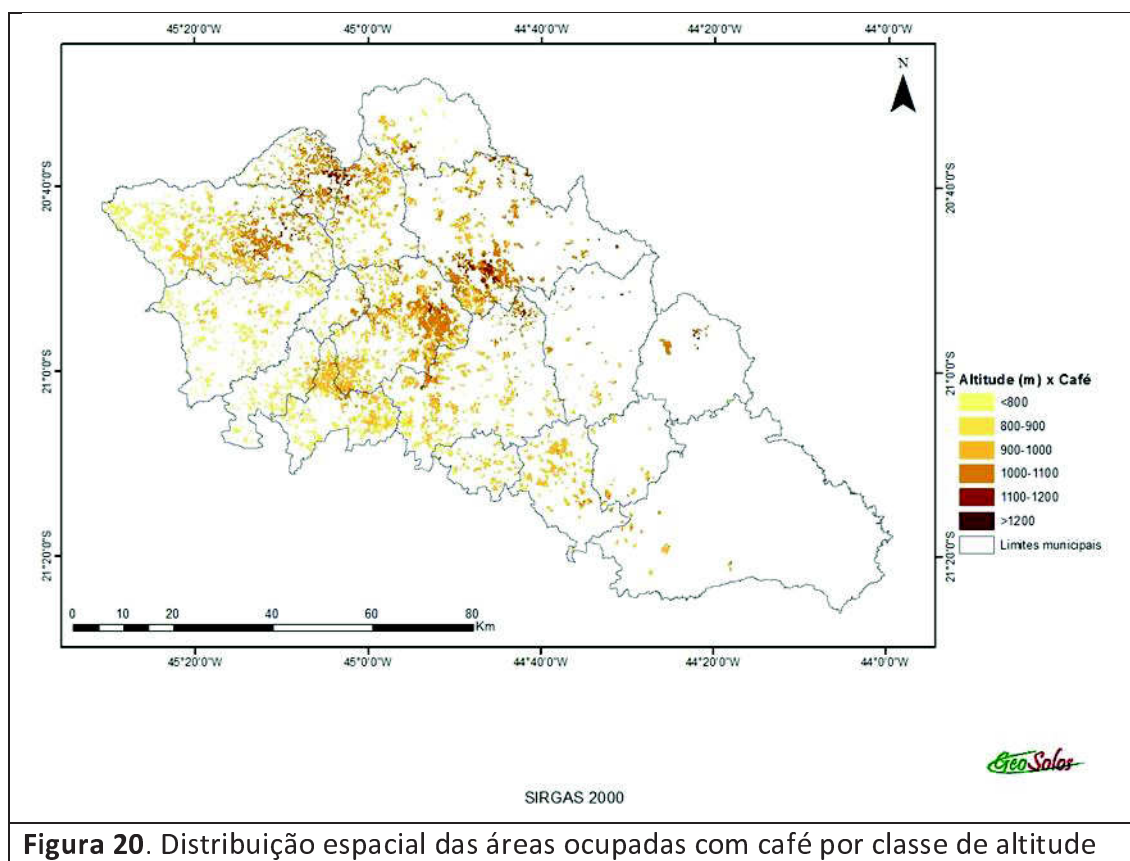 45°20'0"W 45°0'0"W 44°40'0"W 44°20'0"W 44°0'0"W
N
20°40'0"S 20°40'0"S
21°0'0"S 21°0'0"S
Altitude (m) x Café
<800
800-900
900-1000
1000-1100
1100-1200
>1200
Limites municipais
21°20'0"S 21°20'0"S
0 10 20 40 60 80
Km
45°20'0"W 45°0'0"W 44°40'0"W 44°20'0"W 44°0'0"W
GeoSolos
SIRGAS 2000
Figura 20. Distribuição espacial das áreas ocupadas com café por classe de altitude